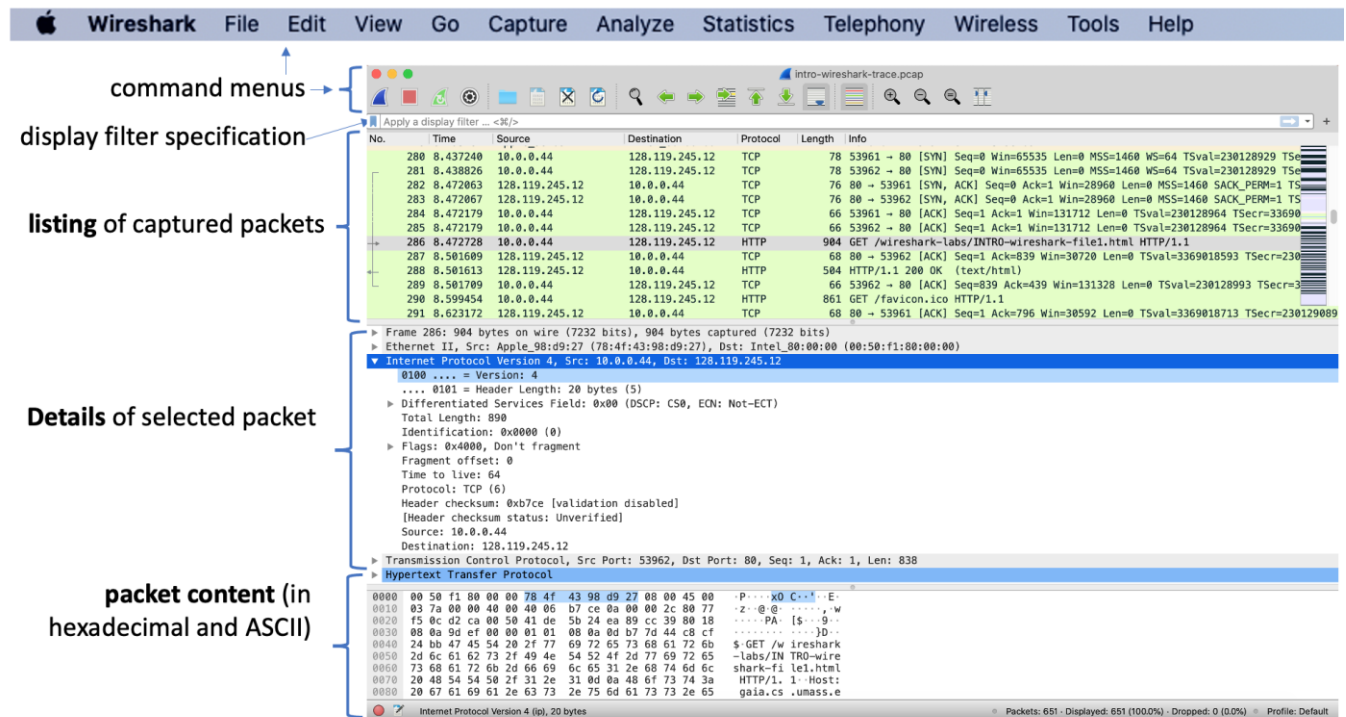 Wireshark File Edit View Go Capture Analyze Statistics Telephony Wireless Tools Help
command menus
intro-wireshark-trace.pcap
display filter specification
Apply a display filter ... <⌘/>
No. Time Source Destination Protocol Length Info
280 8.437240 10.0.0.44 128.119.245.12 TCP 78 53961 → 80 [SYN] Seq=0 Win=65535 Len=0 MSS=1460 WS=64 TSval=230128929 TSe
281 8.438826 10.0.0.44 128.119.245.12 TCP 78 53962 → 80 [SYN] Seq=0 Win=65535 Len=0 MSS=1460 WS=64 TSval=230128929 TSe
282 8.472063 128.119.245.12 10.0.0.44 TCP 76 80 → 53961 [SYN, ACK] Seq=0 Ack=1 Win=28960 Len=0 MSS=1460 SACK_PERM=1 TS
283 8.472067 128.119.245.12 10.0.0.44 TCP 76 80 → 53962 [SYN, ACK] Seq=0 Ack=1 Win=28960 Len=0 MSS=1460 SACK_PERM=1 TS
284 8.472179 10.0.0.44 128.119.245.12 TCP 66 53961 → 80 [ACK] Seq=1 Ack=1 Win=131712 Len=0 TSval=230128964 TSecr=33690
285 8.472179 10.0.0.44 128.119.245.12 TCP 66 53962 → 80 [ACK] Seq=1 Ack=1 Win=131712 Len=0 TSval=230128964 TSecr=33690
286 8.472728 10.0.0.44 128.119.245.12 HTTP 904 GET /wireshark-labs/INTRO-wireshark-file1.html HTTP/1.1
287 8.501609 128.119.245.12 10.0.0.44 TCP 68 80 → 53962 [ACK] Seq=1 Ack=839 Win=30720 Len=0 TSval=3369018593 TSecr=230
288 8.501613 128.119.245.12 10.0.0.44 HTTP 504 HTTP/1.1 200 OK (text/html)
289 8.501709 10.0.0.44 128.119.245.12 TCP 66 53962 → 80 [ACK] Seq=839 Ack=439 Win=131328 Len=0 TSval=230128993 TSecr=3
290 8.599454 10.0.0.44 128.119.245.12 HTTP 861 GET /favicon.ico HTTP/1.1
291 8.623172 128.119.245.12 10.0.0.44 TCP 68 80 → 53961 [ACK] Seq=1 Ack=796 Win=30592 Len=0 TSval=3369018713 TSecr=230129089
listing of captured packets
Frame 286: 904 bytes on wire (7232 bits), 904 bytes captured (7232 bits)
Ethernet II, Src: Apple_98:d9:27 (78:4f:43:98:d9:27), Dst: Intel_80:00:00 (00:50:f1:80:00:00)
Internet Protocol Version 4, Src: 10.0.0.44, Dst: 128.119.245.12
0100 .... = Version: 4
.... 0101 = Header Length: 20 bytes (5)
Differentiated Services Field: 0x00 (DSCP: CS0, ECN: Not-ECT)
Total Length: 890
Identification: 0x0000 (0)
Flags: 0x4000, Don't fragment
Fragment offset: 0
Time to live: 64
Protocol: TCP (6)
Header checksum: 0xb7ce [validation disabled]
[Header checksum status: Unverified]
Source: 10.0.0.44
Destination: 128.119.245.12
Transmission Control Protocol, Src Port: 53962, Dst Port: 80, Seq: 1, Ack: 1, Len: 838
Hypertext Transfer Protocol
Details of selected packet
packet content (in
hexadecimal and ASCII)
0000 00 50 f1 80 00 00 78 4f 43 98 d9 27 08 00 45 00 ·P····xO C··'··E·
0010 03 7a 00 00 40 00 40 06 b7 ce 0a 00 00 2c 80 77 ·z··@·@· ·····,·w
0020 f5 0c d2 ca 00 50 41 de 5b 24 ea 89 cc 39 80 18 ·····PA· [$···9··
0030 08 0a 9d ef 00 00 01 01 08 0a 0d b7 7d 44 c8 cf ········ ····}D··
0040 24 bb 47 45 54 20 2f 77 69 72 65 73 68 61 72 6b $·GET /w ireshark
0050 2d 6c 61 62 73 2f 49 4e 54 52 4f 2d 77 69 72 65 -labs/IN TRO-wire
0060 73 68 61 72 6b 2d 66 69 6c 65 31 2e 68 74 6d 6c shark-fi le1.html
0070 20 48 54 54 50 2f 31 2e 31 0d 0a 48 6f 73 74 3a HTTP/1. 1··Host:
0080 20 67 61 69 61 2e 63 73 2e 75 6d 61 73 73 2e 65 gaia.cs .umass.e
Internet Protocol Version 4 (ip), 20 bytes
Packets: 651 · Displayed: 651 (100.0%) · Dropped: 0 (0.0%) Profile: Default